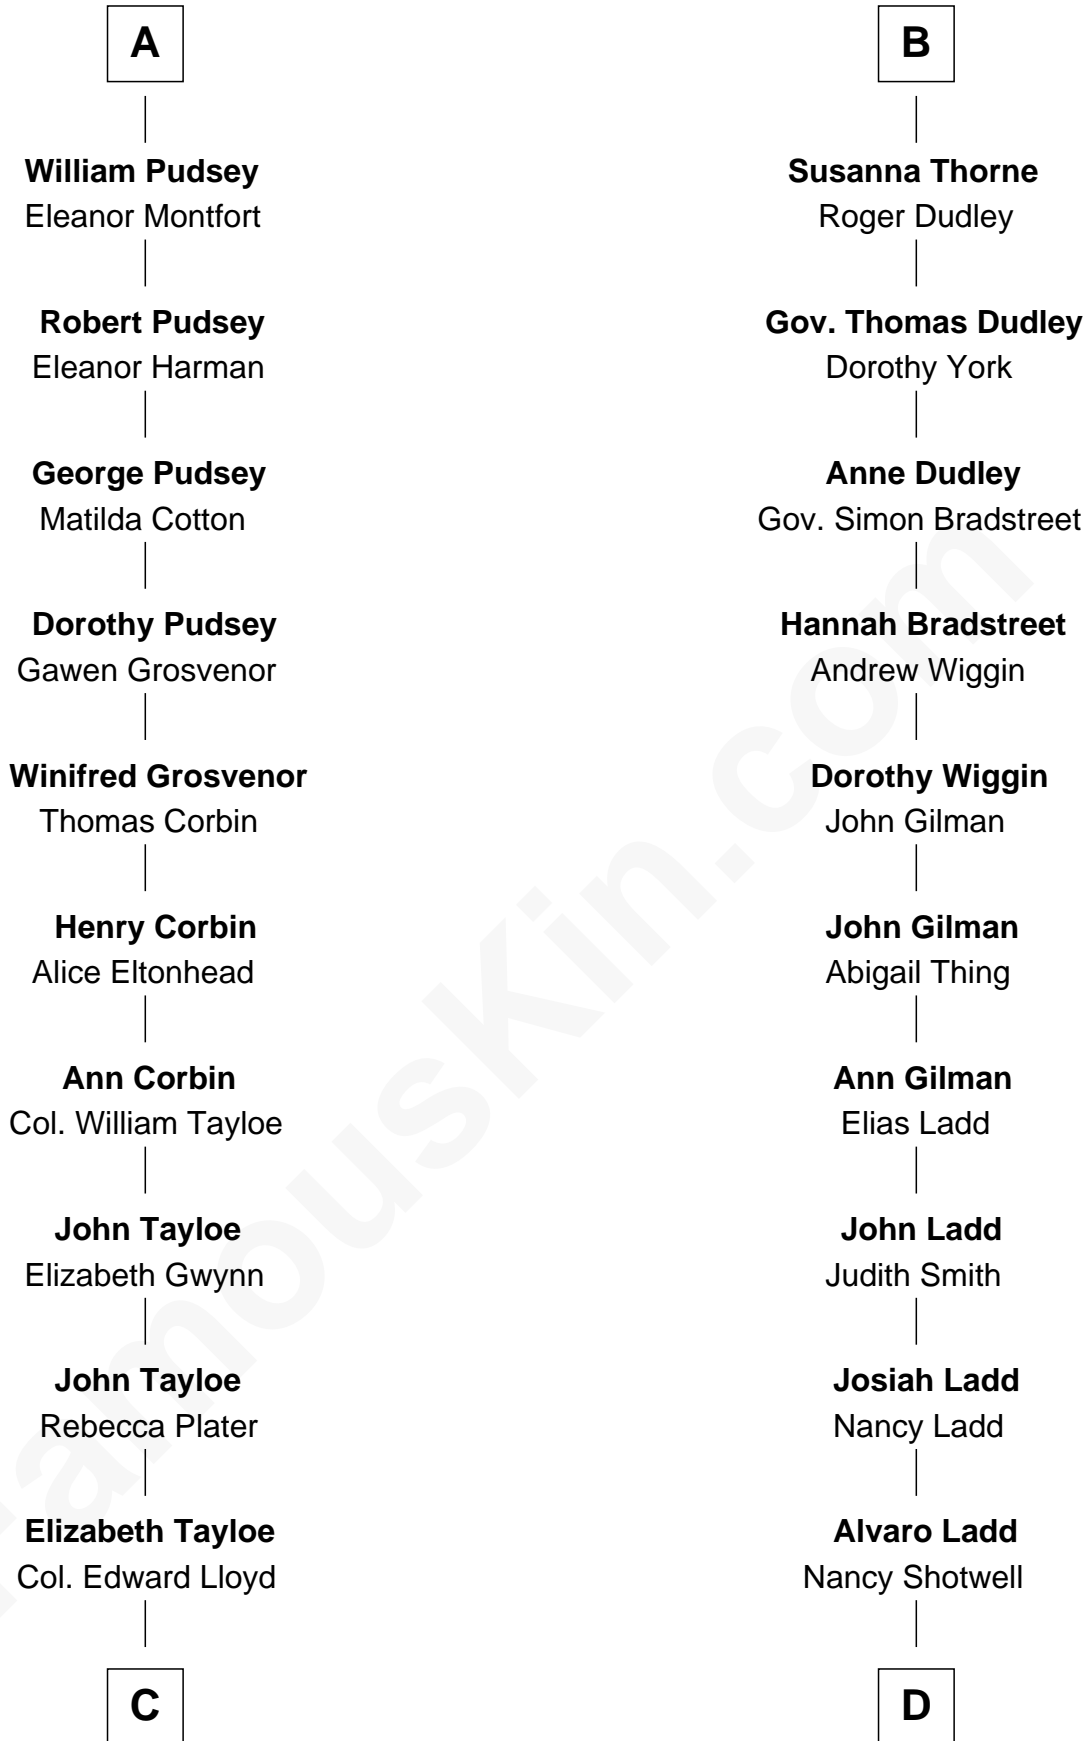 A
William Pudsey
Eleanor Montfort
Robert Pudsey
Eleanor Harman
George Pudsey
Matilda Cotton
Dorothy Pudsey
Gawen Grosvenor
Winifred Grosvenor
Thomas Corbin
Henry Corbin
Alice Eltonhead
Ann Corbin
Col. William Tayloe
John Tayloe
Elizabeth Gwynn
John Tayloe
Rebecca Plater
Elizabeth Tayloe
Col. Edward Lloyd
C
B
Susanna Thorne
Roger Dudley
Gov. Thomas Dudley
Dorothy York
Anne Dudley
Gov. Simon Bradstreet
Hannah Bradstreet
Andrew Wiggin
Dorothy Wiggin
John Gilman
John Gilman
Abigail Thing
Ann Gilman
Elias Ladd
John Ladd
Judith Smith
Josiah Ladd
Nancy Ladd
Alvaro Ladd
Nancy Shotwell
D
FamousKin.com